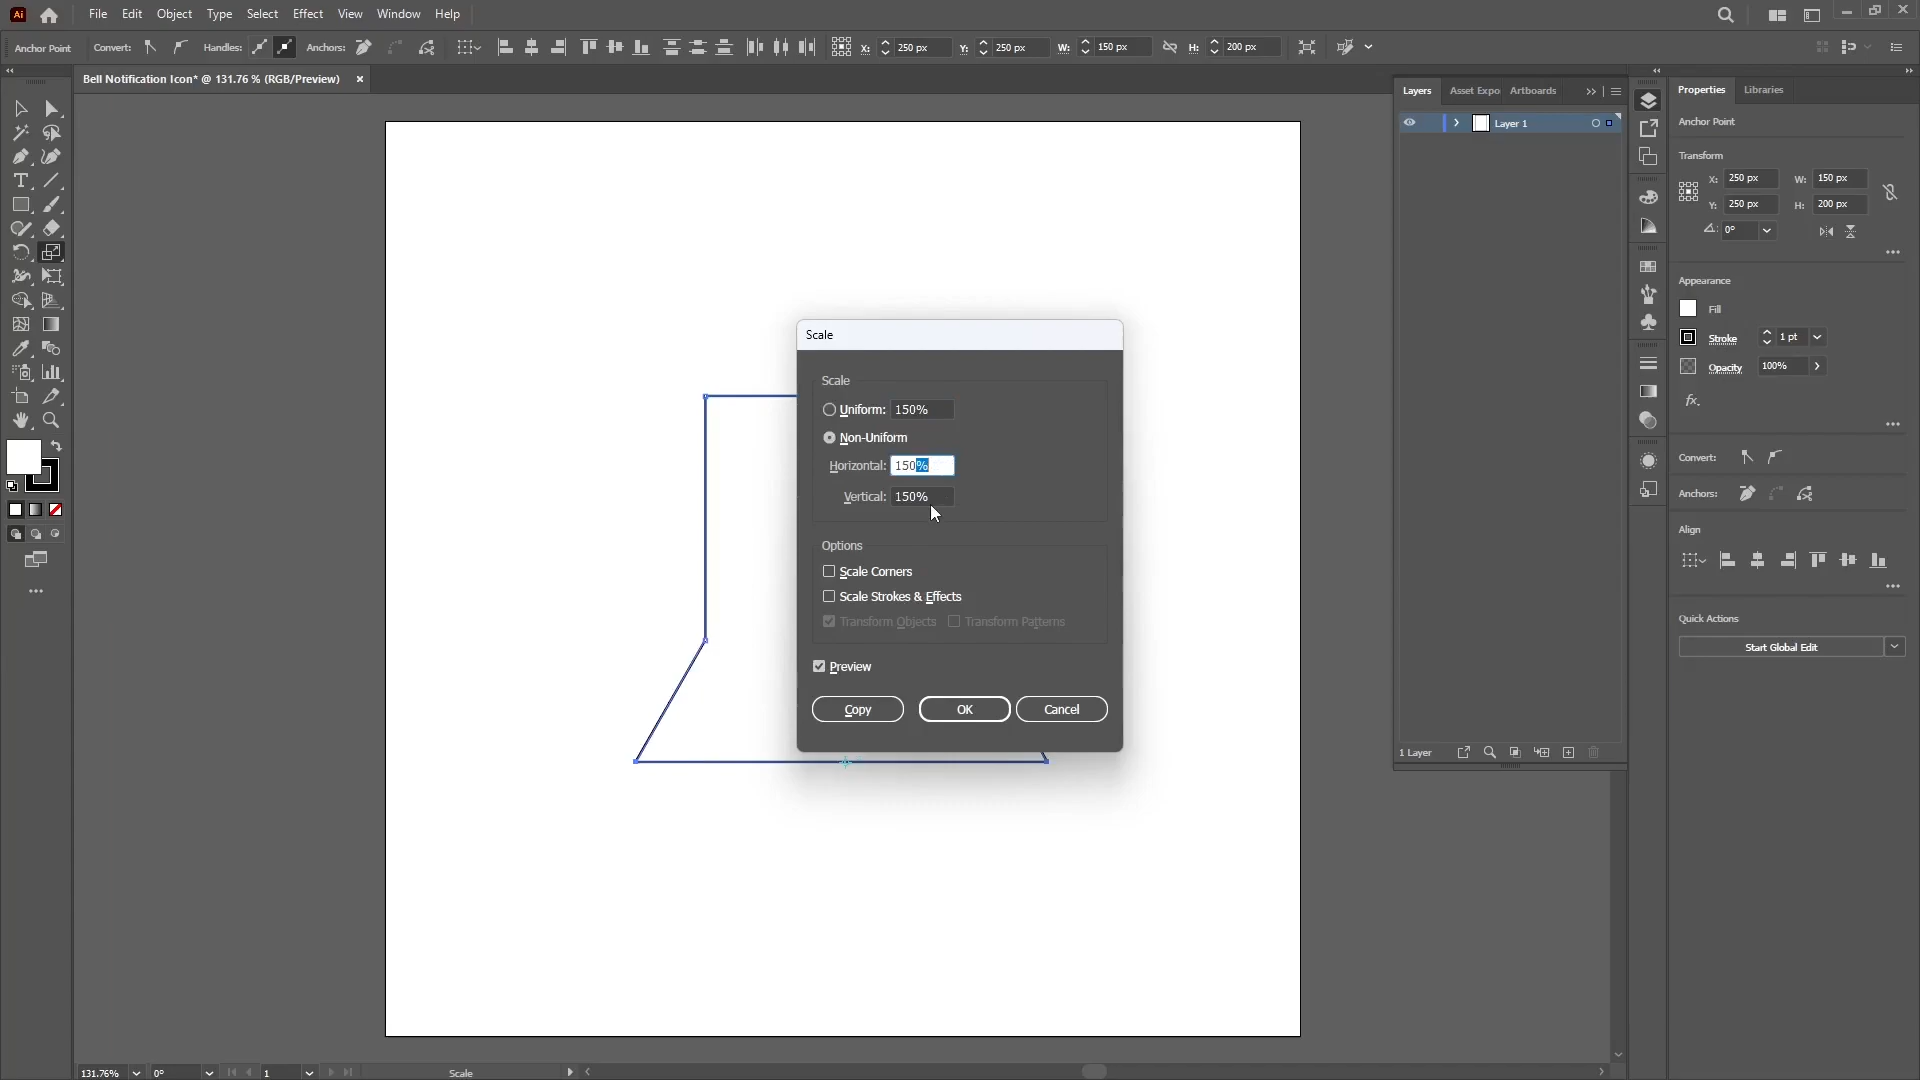 Ai File Edit Object Type Select Effect View Window Help
Anchor Point Convert: Handles: Anchors: X: 250 px Y: 250 px W: 150 px H: 200 px
Bell Notification Icon* @ 131.76 % (RGB/Preview) ×
Layers Asset Expo Artboards
Layer 1
1 Layer
Properties Libraries
Anchor Point
Transform
X: 250 px W: 150 px
Y: 250 px H: 200 px
0°
Appearance
Fill
Stroke 1 pt
Opacity 100%
fx.
Convert:
Anchors:
Align
Quick Actions
Start Global Edit
Scale
Scale
Uniform: 150%
Non-Uniform
Horizontal: 150%
Vertical: 150%
Options
Scale Corners
Scale Strokes & Effects
Transform Objects Transform Patterns
Preview
Copy OK Cancel
131.76% 0° 1 Scale